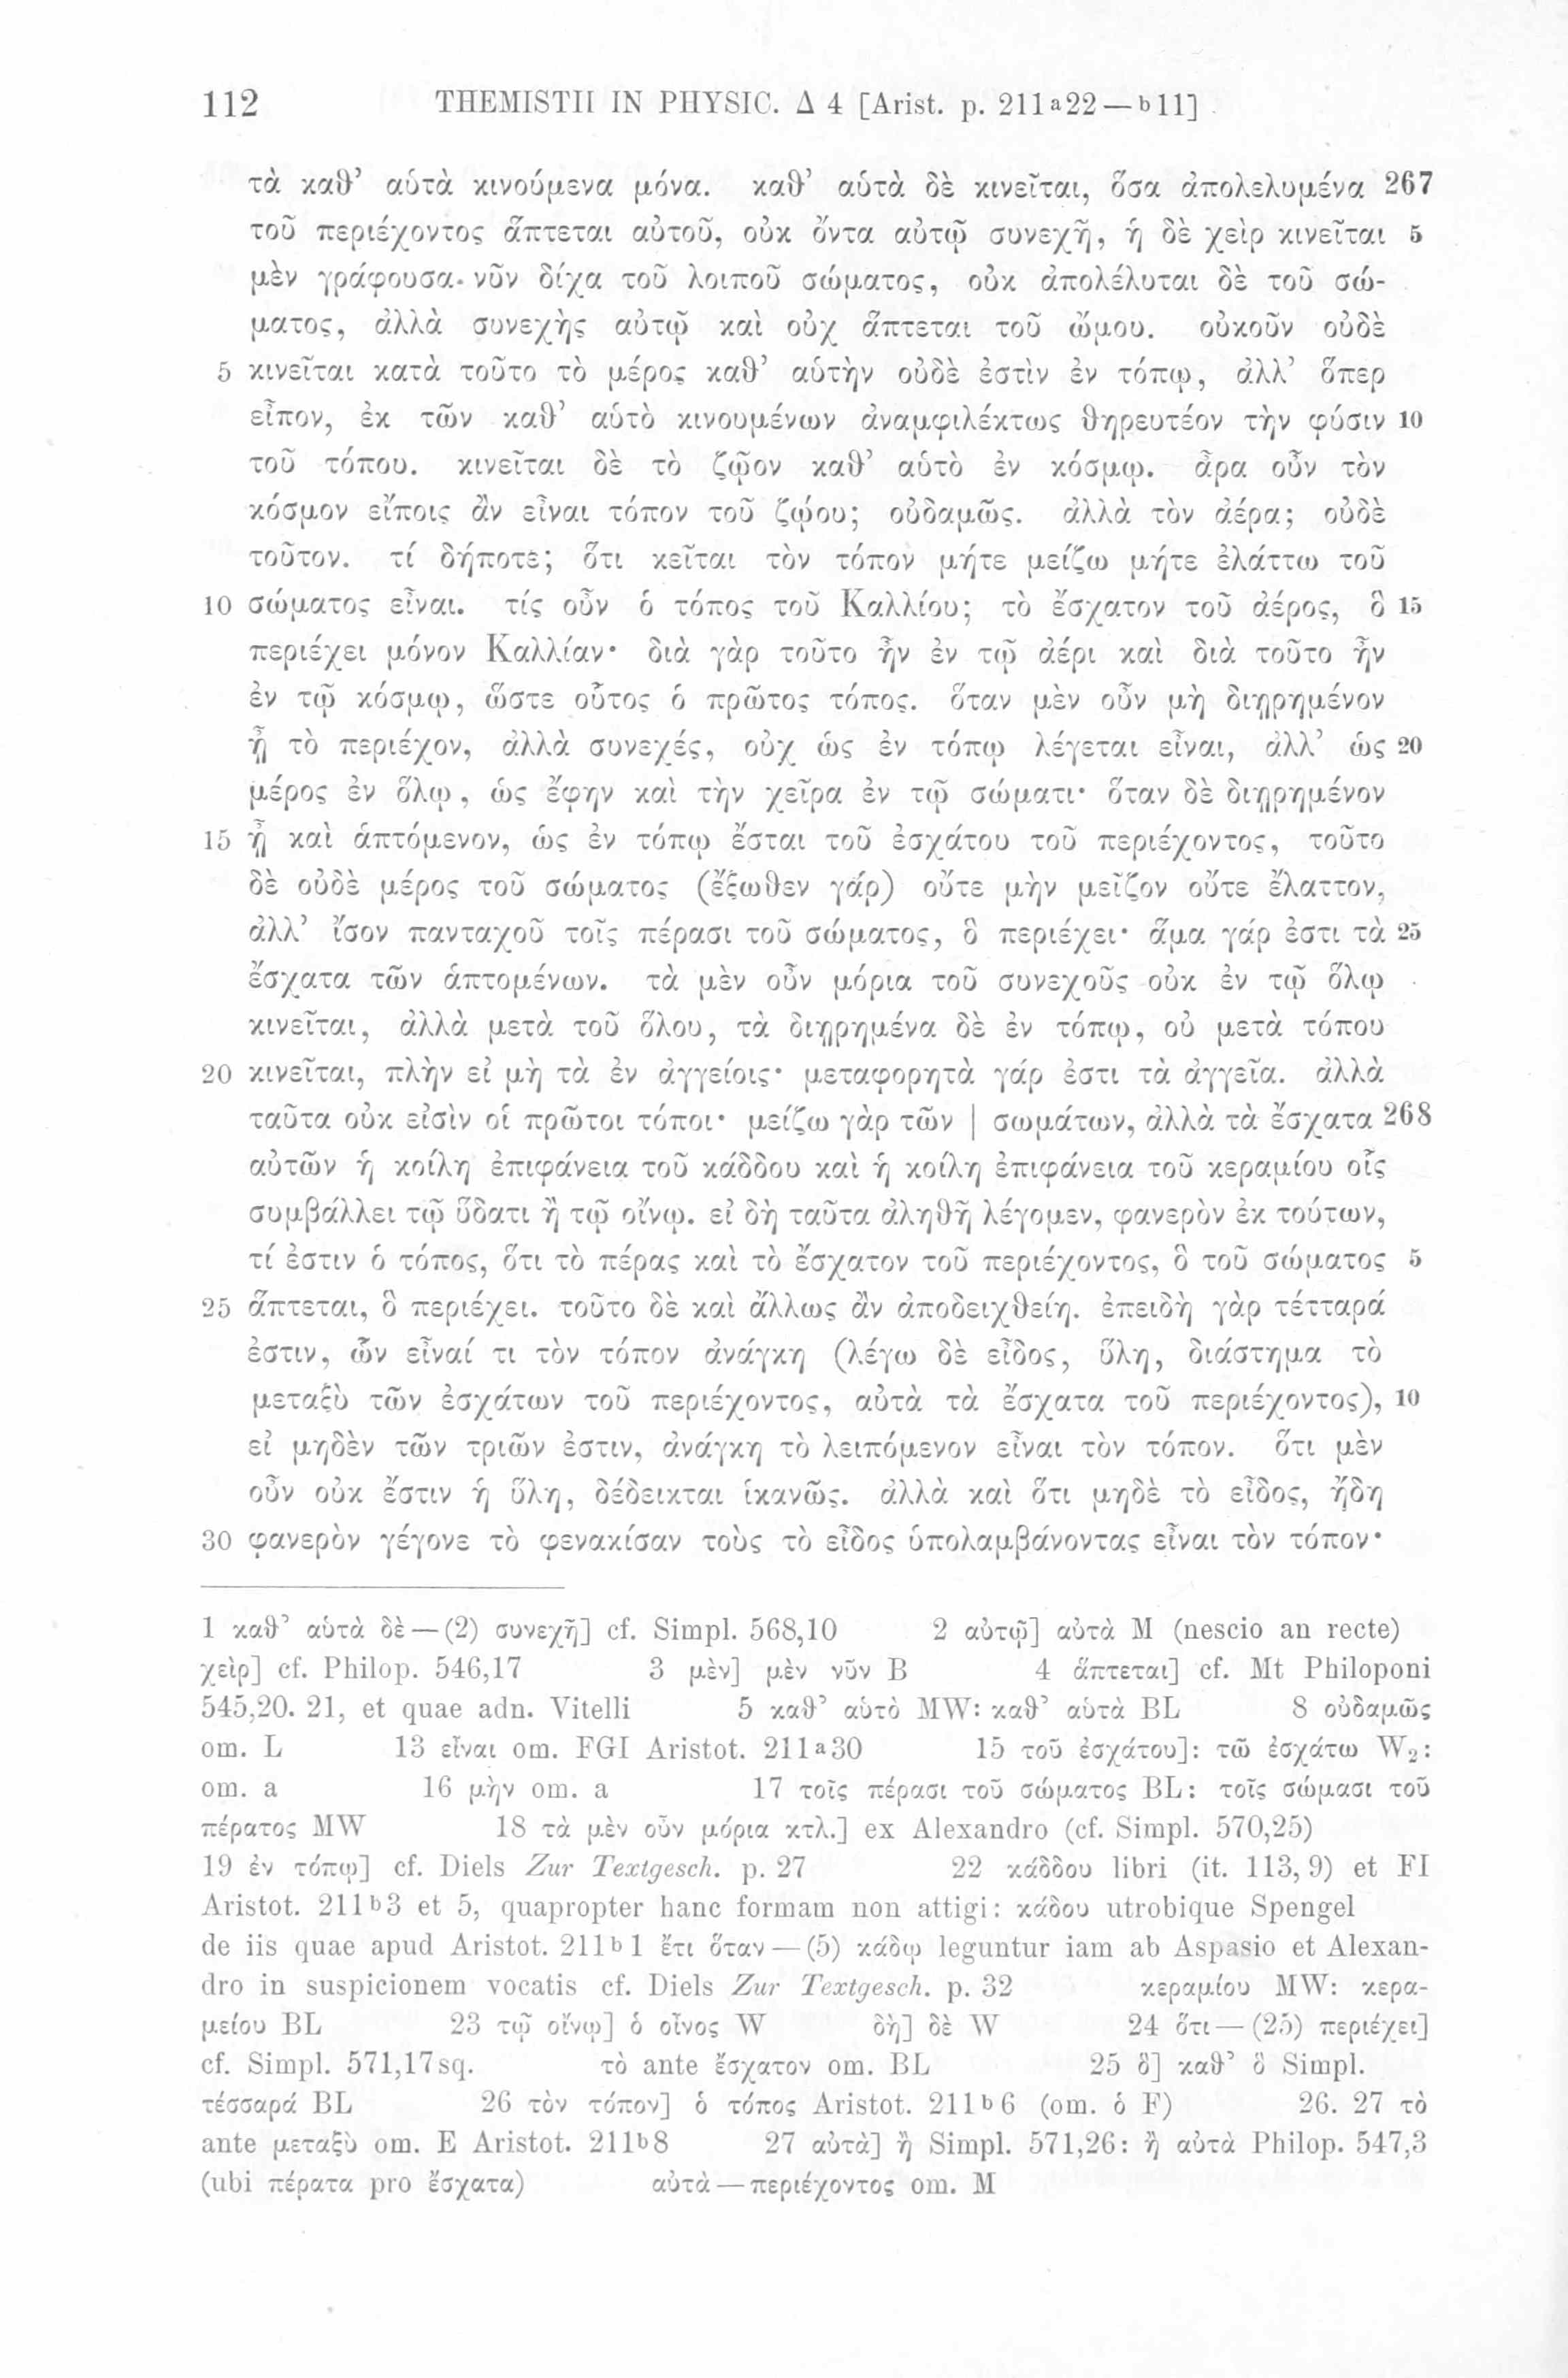 112 THEMISTII IN PHYSIC. Δ 4 [Arist. p. 211ᵃ22—ᵇ11]
τὰ καθ’ αὑτὰ κινούμενα μόνα. καθ’ αὑτὰ δὲ κινεῖται, ὅσα ἀπολελυμένα 267
τοῦ περιέχοντος ἅπτεται αὐτοῦ, οὐκ ὄντα αὐτῷ συνεχῆ, ἡ δὲ χεὶρ κινεῖται 5
μὲν γράφουσα νῦν δίχα τοῦ λοιποῦ σώματος, οὐκ ἀπολέλυται δὲ τοῦ σώ-
ματος, ἀλλὰ συνεχὴς αὐτῷ καὶ οὐχ ἅπτεται τοῦ ὤμου. οὐκοῦν οὐδὲ
5 κινεῖται κατὰ τοῦτο τὸ μέρος καθ’ αὑτὴν οὐδὲ ἐστὶν ἐν τόπῳ, ἀλλ’ ὅπερ
εἶπον, ἐκ τῶν καθ’ αὑτὸ κινουμένων ἀναμφιλέκτως θηρευτέον τὴν φύσιν 10
τοῦ τόπου. κινεῖται δὲ τὸ ζῷον καθ’ αὑτὸ ἐν κόσμῳ. ἆρα οὖν τὸν
κόσμον εἴποις ἂν εἶναι τόπον τοῦ ζῴου; οὐδαμῶς. ἀλλὰ τὸν ἀέρα; οὐδὲ
τοῦτον. τί δήποτε; ὅτι κεῖται τὸν τόπον μήτε μείζω μήτε ἐλάττω τοῦ
10 σώματος εἶναι. τίς οὖν ὁ τόπος τοῦ Καλλίου; τὸ ἔσχατον τοῦ ἀέρος, ὃ 15
περιέχει μόνον Καλλίαν· διὰ γὰρ τοῦτο ἦν ἐν τῷ ἀέρι καὶ διὰ τοῦτο ἦν
ἐν τῷ κόσμῳ, ὥστε οὗτος ὁ πρῶτος τόπος. ὅταν μὲν οὖν μὴ διῃρημένον
ᾖ τὸ περιέχον, ἀλλὰ συνεχές, οὐχ ὡς ἐν τόπῳ λέγεται εἶναι, ἀλλ’ ὡς 20
μέρος ἐν ὅλῳ, ὡς ἔφην καὶ τὴν χεῖρα ἐν τῷ σώματι· ὅταν δὲ διῃρημένον
15 ᾖ καὶ ἁπτόμενον, ὡς ἐν τόπῳ ἔσται τοῦ ἐσχάτου τοῦ περιέχοντος, τοῦτο
δὲ οὐδὲ μέρος τοῦ σώματος (ἔξωθεν γάρ) οὔτε μὴν μεῖζον οὔτε ἔλαττον,
ἀλλ’ ἴσον πανταχοῦ τοῖς πέρασι τοῦ σώματος, ὃ περιέχει· ἅμα γάρ ἐστι τὰ 25
ἔσχατα τῶν ἁπτομένων. τὰ μὲν οὖν μόρια τοῦ συνεχοῦς οὐκ ἐν τῷ ὅλῳ
κινεῖται, ἀλλὰ μετὰ τοῦ ὅλου, τὰ διῃρημένα δὲ ἐν τόπῳ, οὐ μετὰ τόπου
20 κινεῖται, πλὴν εἰ μὴ τὰ ἐν ἀγγείοις· μεταφορητὰ γάρ ἐστι τὰ ἀγγεῖα. ἀλλὰ
ταῦτα οὐκ εἰσὶν οἱ πρῶτοι τόποι· μείζω γὰρ τῶν | σωμάτων, ἀλλὰ τὰ ἔσχατα 268
αὐτῶν ἡ κοίλη ἐπιφάνεια τοῦ κάδδου καὶ ἡ κοίλη ἐπιφάνεια τοῦ κεραμίου οἷς
συμβάλλει τῷ ὕδατι ἢ τῷ οἴνῳ. εἰ δὴ ταῦτα ἀληθῆ λέγομεν, φανερὸν ἐκ τούτων,
τί ἐστιν ὁ τόπος, ὅτι τὸ πέρας καὶ τὸ ἔσχατον τοῦ περιέχοντος, ὃ τοῦ σώματος 5
25 ἅπτεται, ὃ περιέχει. τοῦτο δὲ καὶ ἄλλως ἂν ἀποδειχθείη. ἐπειδὴ γὰρ τέτταρά
ἐστιν, ὧν εἶναί τι τὸν τόπον ἀνάγκη (λέγω δὲ εἶδος, ὕλη, διάστημα τὸ
μεταξὺ τῶν ἐσχάτων τοῦ περιέχοντος, αὐτὰ τὰ ἔσχατα τοῦ περιέχοντος), 10
εἰ μηδὲν τῶν τριῶν ἐστιν, ἀνάγκη τὸ λειπόμενον εἶναι τὸν τόπον. ὅτι μὲν
οὖν οὐκ ἔστιν ἡ ὕλη, δέδεικται ἱκανῶς. ἀλλὰ καὶ ὅτι μηδὲ τὸ εἶδος, ἤδη
30 φανερὸν γέγονε τὸ φενακίσαν τοὺς τὸ εἶδος ὑπολαμβάνοντας εἶναι τὸν τόπον·
1 καθ’ αὑτὰ δὲ—(2) συνεχῆ] cf. Simpl. 568,10 2 αὐτῷ] αὐτὰ M (nescio an recte)
χεὶρ] cf. Philop. 546,17 3 μὲν] μὲν νῦν B 4 ἅπτεται] cf. Mt Philoponi
545,20. 21, et quae adn. Vitelli 5 καθ’ αὑτὸ MW: καθ’ αὑτὰ BL 8 οὐδαμῶς
om. L 13 εἶναι om. FGI Aristot. 211ᵃ30 15 τοῦ ἐσχάτου]: τῶ ἐσχάτω W₂:
om. a 16 μὴν om. a 17 τοῖς πέρασι τοῦ σώματος BL: τοῖς σώμασι τοῦ
πέρατος MW 18 τὰ μὲν οὖν μόρια κτλ.] ex Alexandro (cf. Simpl. 570,25)
19 ἐν τόπῳ] cf. Diels Zur Textgesch. p. 27 22 κάδδου libri (it. 113, 9) et FI
Aristot. 211ᵇ3 et 5, quapropter hanc formam non attigi: κάδου utrobique Spengel
de iis quae apud Aristot. 211ᵇ1 ἔτι ὅταν—(5) κάδῳ leguntur iam ab Aspasio et Alexan-
dro in suspicionem vocatis cf. Diels Zur Textgesch. p. 32 κεραμίου MW: κερα-
μείου BL 23 τῷ οἴνῳ] ὁ οἶνος W δὴ] δὲ W 24 ὅτι—(25) περιέχει]
cf. Simpl. 571,17sq. τὸ ante ἔσχατον om. BL 25 ὃ] καθ’ ὃ Simpl.
τέσσαρά BL 26 τὸν τόπον] ὁ τόπος Aristot. 211ᵇ6 (om. ὁ F) 26. 27 τὸ
ante μεταξὺ om. E Aristot. 211ᵇ8 27 αὐτὰ] ἢ Simpl. 571,26: ἢ αὐτὰ Philop. 547,3
(ubi πέρατα pro ἔσχατα) αὐτὰ—περιέχοντος om. M